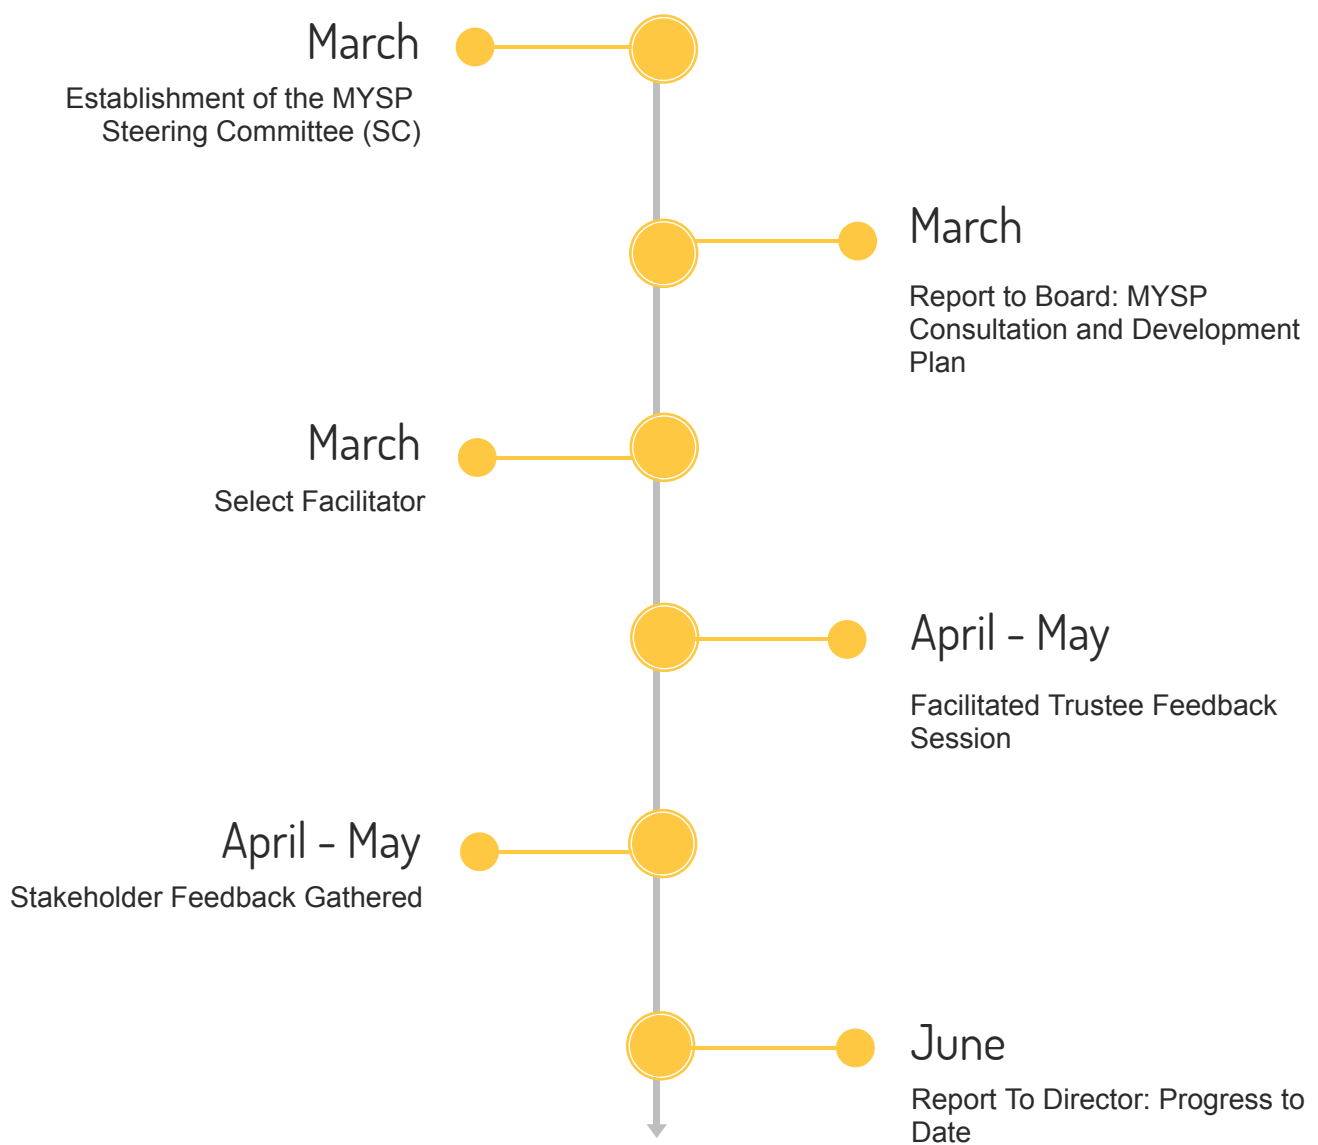 March
Establishment of the MYSP
Steering Committee (SC)
March
Report to Board: MYSP
Consultation and Development
Plan
March
Select Facilitator
April - May
Facilitated Trustee Feedback
Session
April - May
Stakeholder Feedback Gathered
June
Report To Director: Progress to
Date